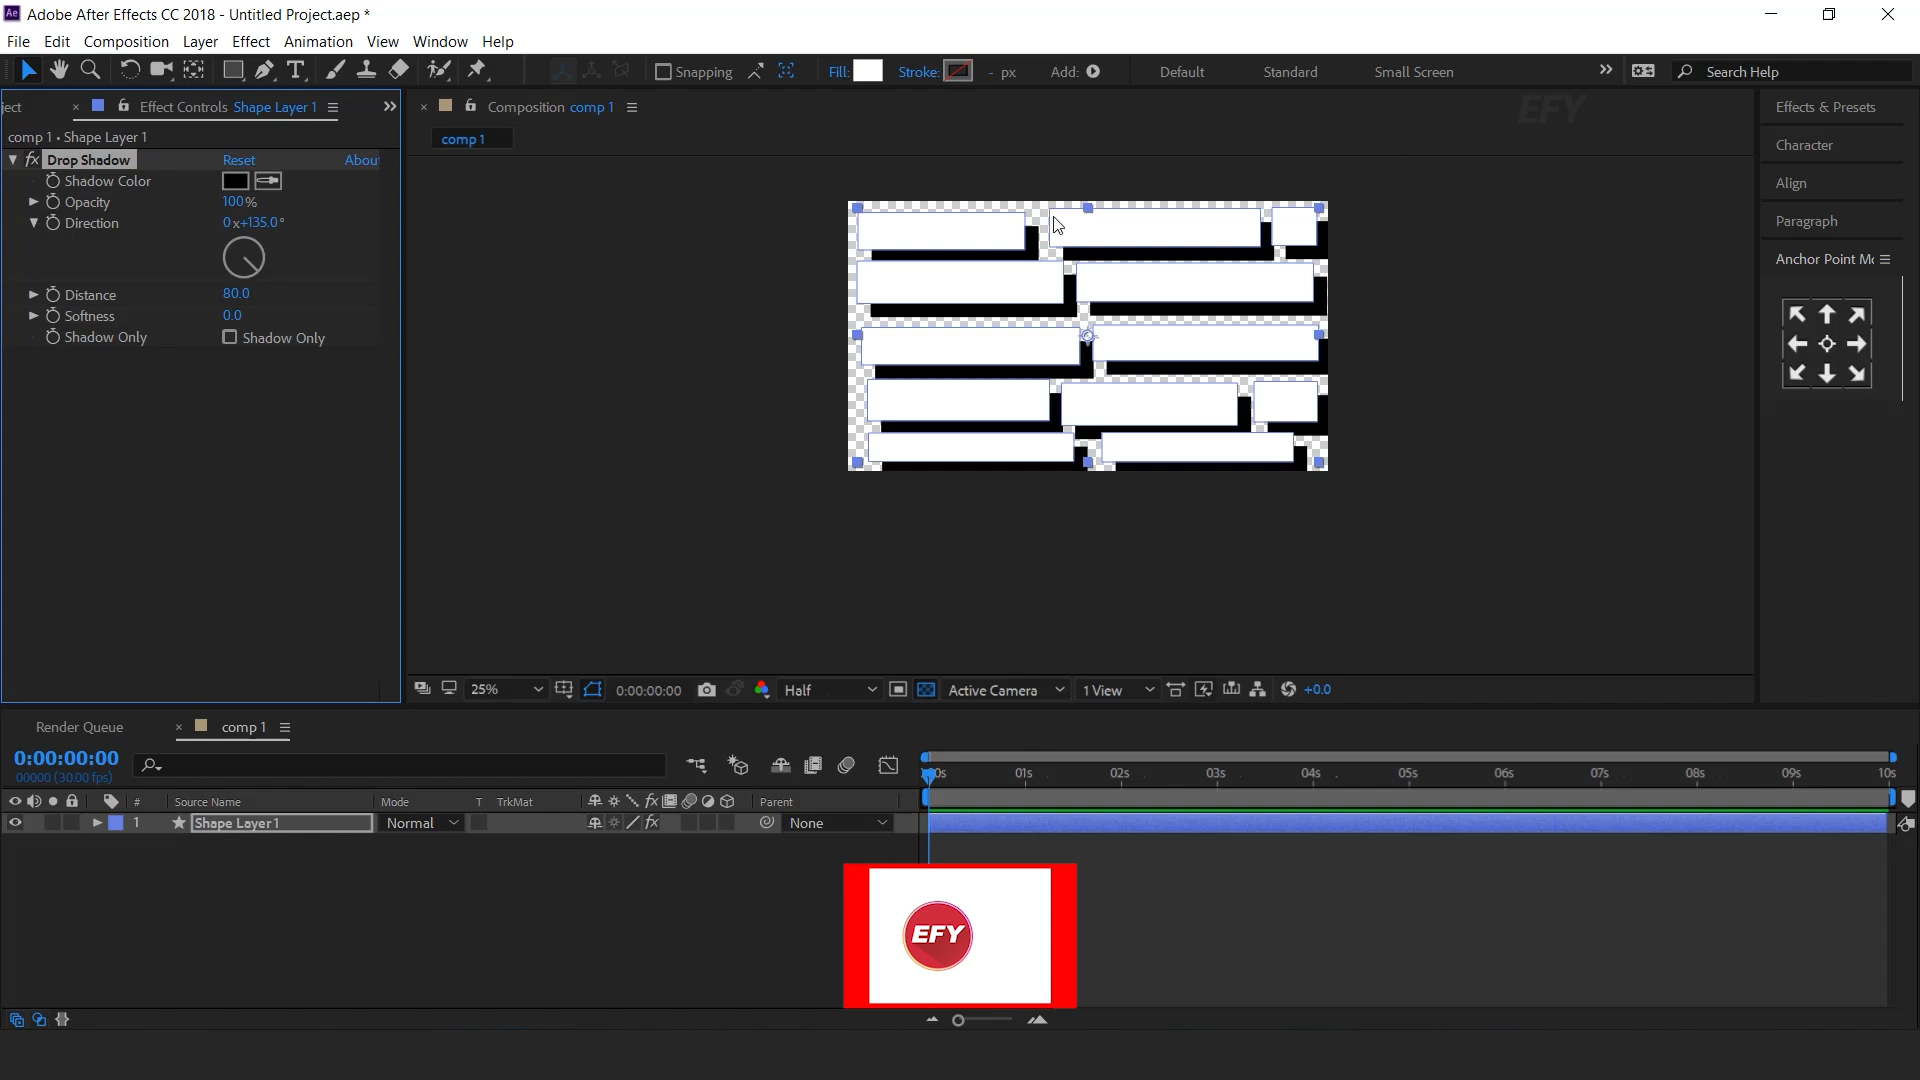 Ae Adobe After Effects CC 2018 - Untitled Project.aep *
File Edit Composition Layer Effect Animation View Window Help
Snapping Fill: Stroke: - px Add: Default Standard Small Screen Search Help
ject × Effect Controls Shape Layer 1 × Composition comp 1 EFY Effects & Presets
comp 1 • Shape Layer 1
comp 1
Character
fx Drop Shadow Reset About
Shadow Color
Align
Opacity 100%
Direction 0x+135.0°
Paragraph
Anchor Point Mo
Distance 80.0
Softness 0.0
Shadow Only Shadow Only
25% 0:00:00:00 Half Active Camera 1 View +0.0
Render Queue × comp 1
0:00:00:00
00000 (30.00 fps)
01s 02s 03s 04s 05s 06s 07s 08s 09s 10s
# Source Name Mode T TrkMat fx Parent
1 Shape Layer 1 Normal fx None
EFY